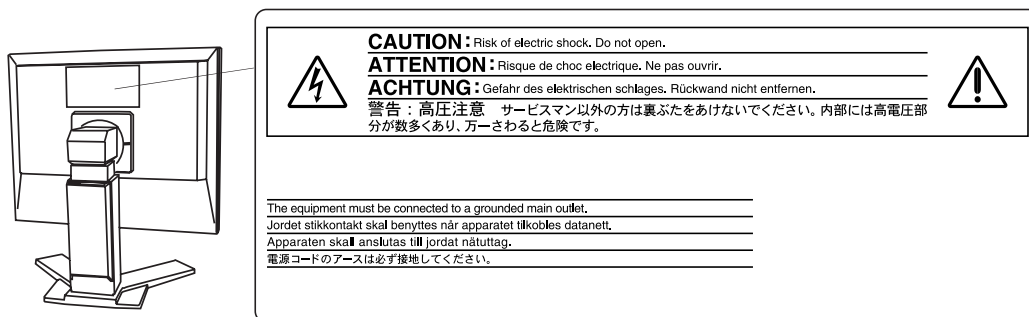 CAUTION : Risk of electric shock. Do not open.
ATTENTION : Risque de choc electrique. Ne pas ouvrir.
ACHTUNG : Gefahr des elektrischen schlages. Rückwand nicht entfernen.
警告 : 高圧注意 サービスマン以外の方は裏ぶたをあけないでください。内部には高電圧部
分が数多くあり、万一さわると危険です。
The equipment must be connected to a grounded main outlet.
Jordet stikkontakt skal benyttes når apparatet tilkobles datanett.
Apparaten skall anslutas till jordat nätuttag.
電源コードのアースは必ず接地してください。